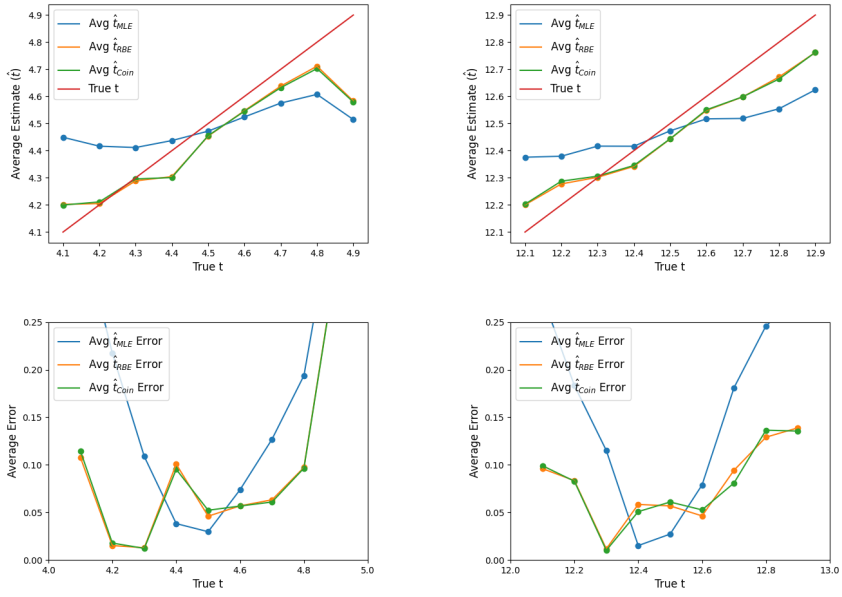 4.9
4.8
4.7
4.6
4.5
4.4
4.3
4.2
4.1
Average Estimate (t̂)
Avg t̂_MLE
Avg t̂_RBE
Avg t̂_Coin
True t
4.1 4.2 4.3 4.4 4.5 4.6 4.7 4.8 4.9
True t
12.9
12.8
12.7
12.6
12.5
12.4
12.3
12.2
12.1
Average Estimate (t̂)
Avg t̂_MLE
Avg t̂_RBE
Avg t̂_Coin
True t
12.1 12.2 12.3 12.4 12.5 12.6 12.7 12.8 12.9
True t
0.25
0.20
0.15
0.10
0.05
0.00
Average Error
Avg t̂_MLE Error
Avg t̂_RBE Error
Avg t̂_Coin Error
4.0 4.2 4.4 4.6 4.8 5.0
True t
0.25
0.20
0.15
0.10
0.05
0.00
Average Error
Avg t̂_MLE Error
Avg t̂_RBE Error
Avg t̂_Coin Error
12.0 12.2 12.4 12.6 12.8 13.0
True t